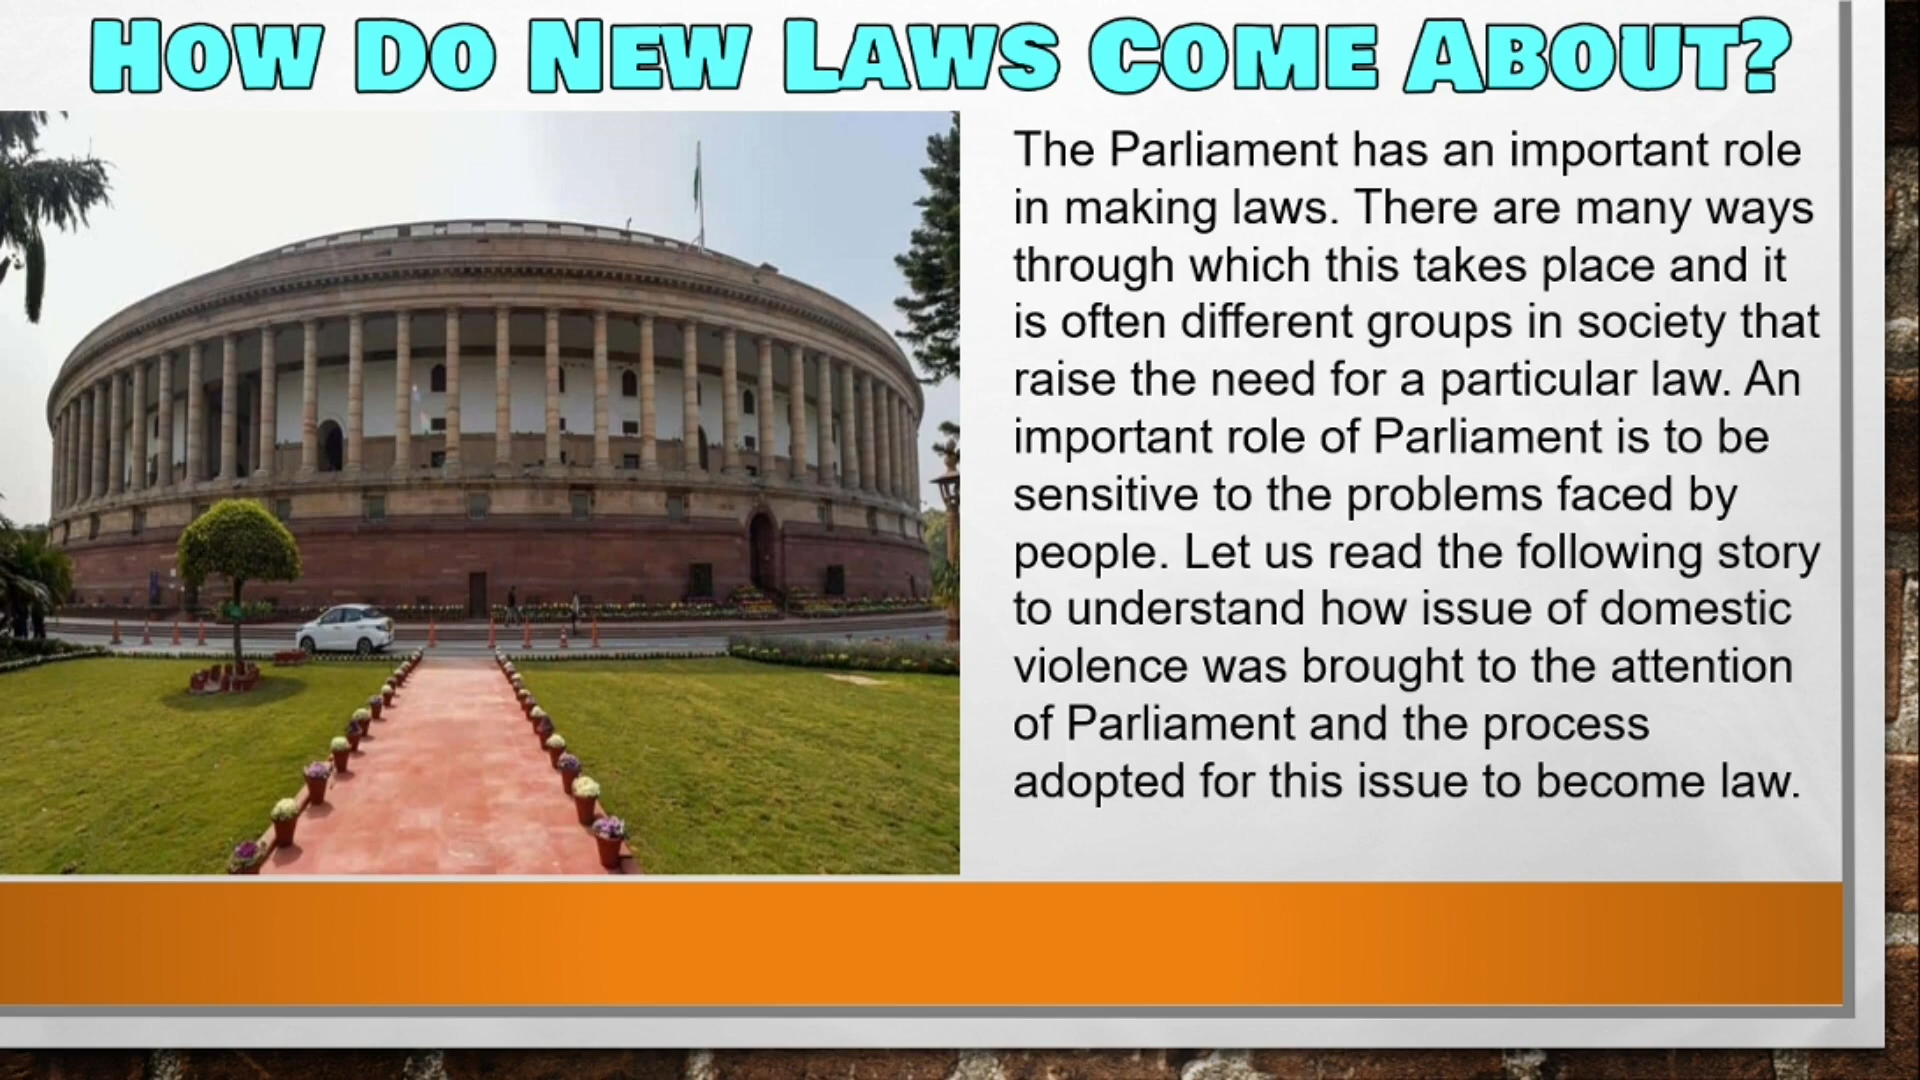 How Do New Laws Come About?
The Parliament has an important role
in making laws. There are many ways
through which this takes place and it
is often different groups in society that
raise the need for a particular law. An
important role of Parliament is to be
sensitive to the problems faced by
people. Let us read the following story
to understand how issue of domestic
violence was brought to the attention
of Parliament and the process
adopted for this issue to become law.